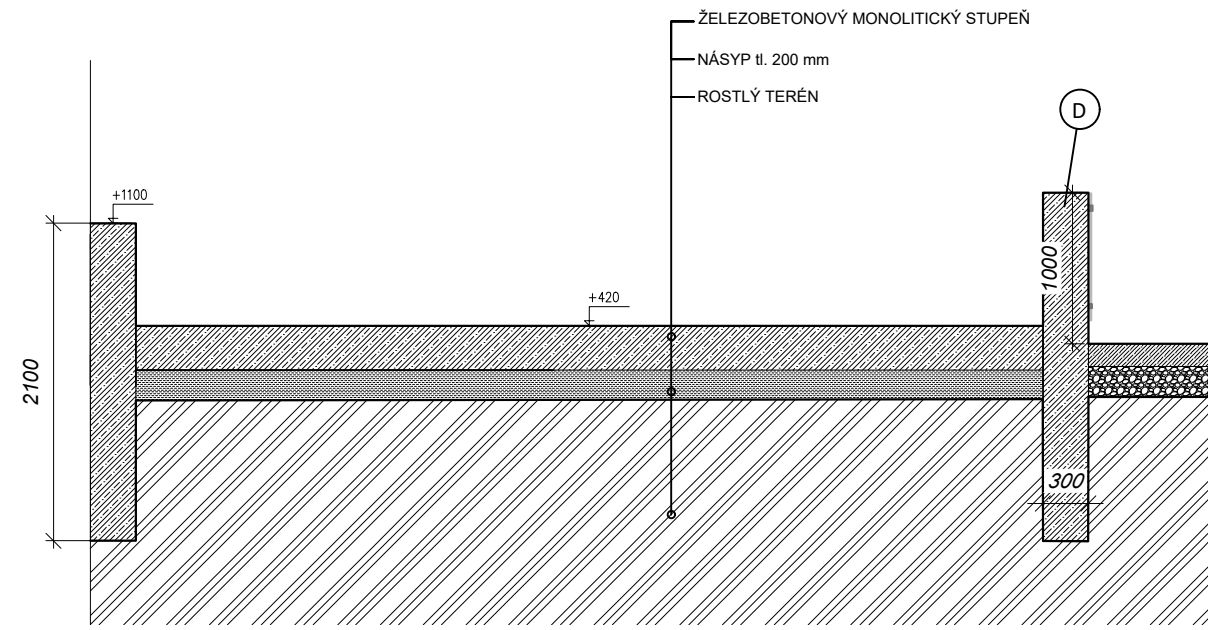 ŽELEZOBETONOVÝ MONOLITICKÝ STUPEŇ
NÁSYP tl. 200 mm
ROSTLÝ TERÉN
D
+1100
+420
1000
2100
300